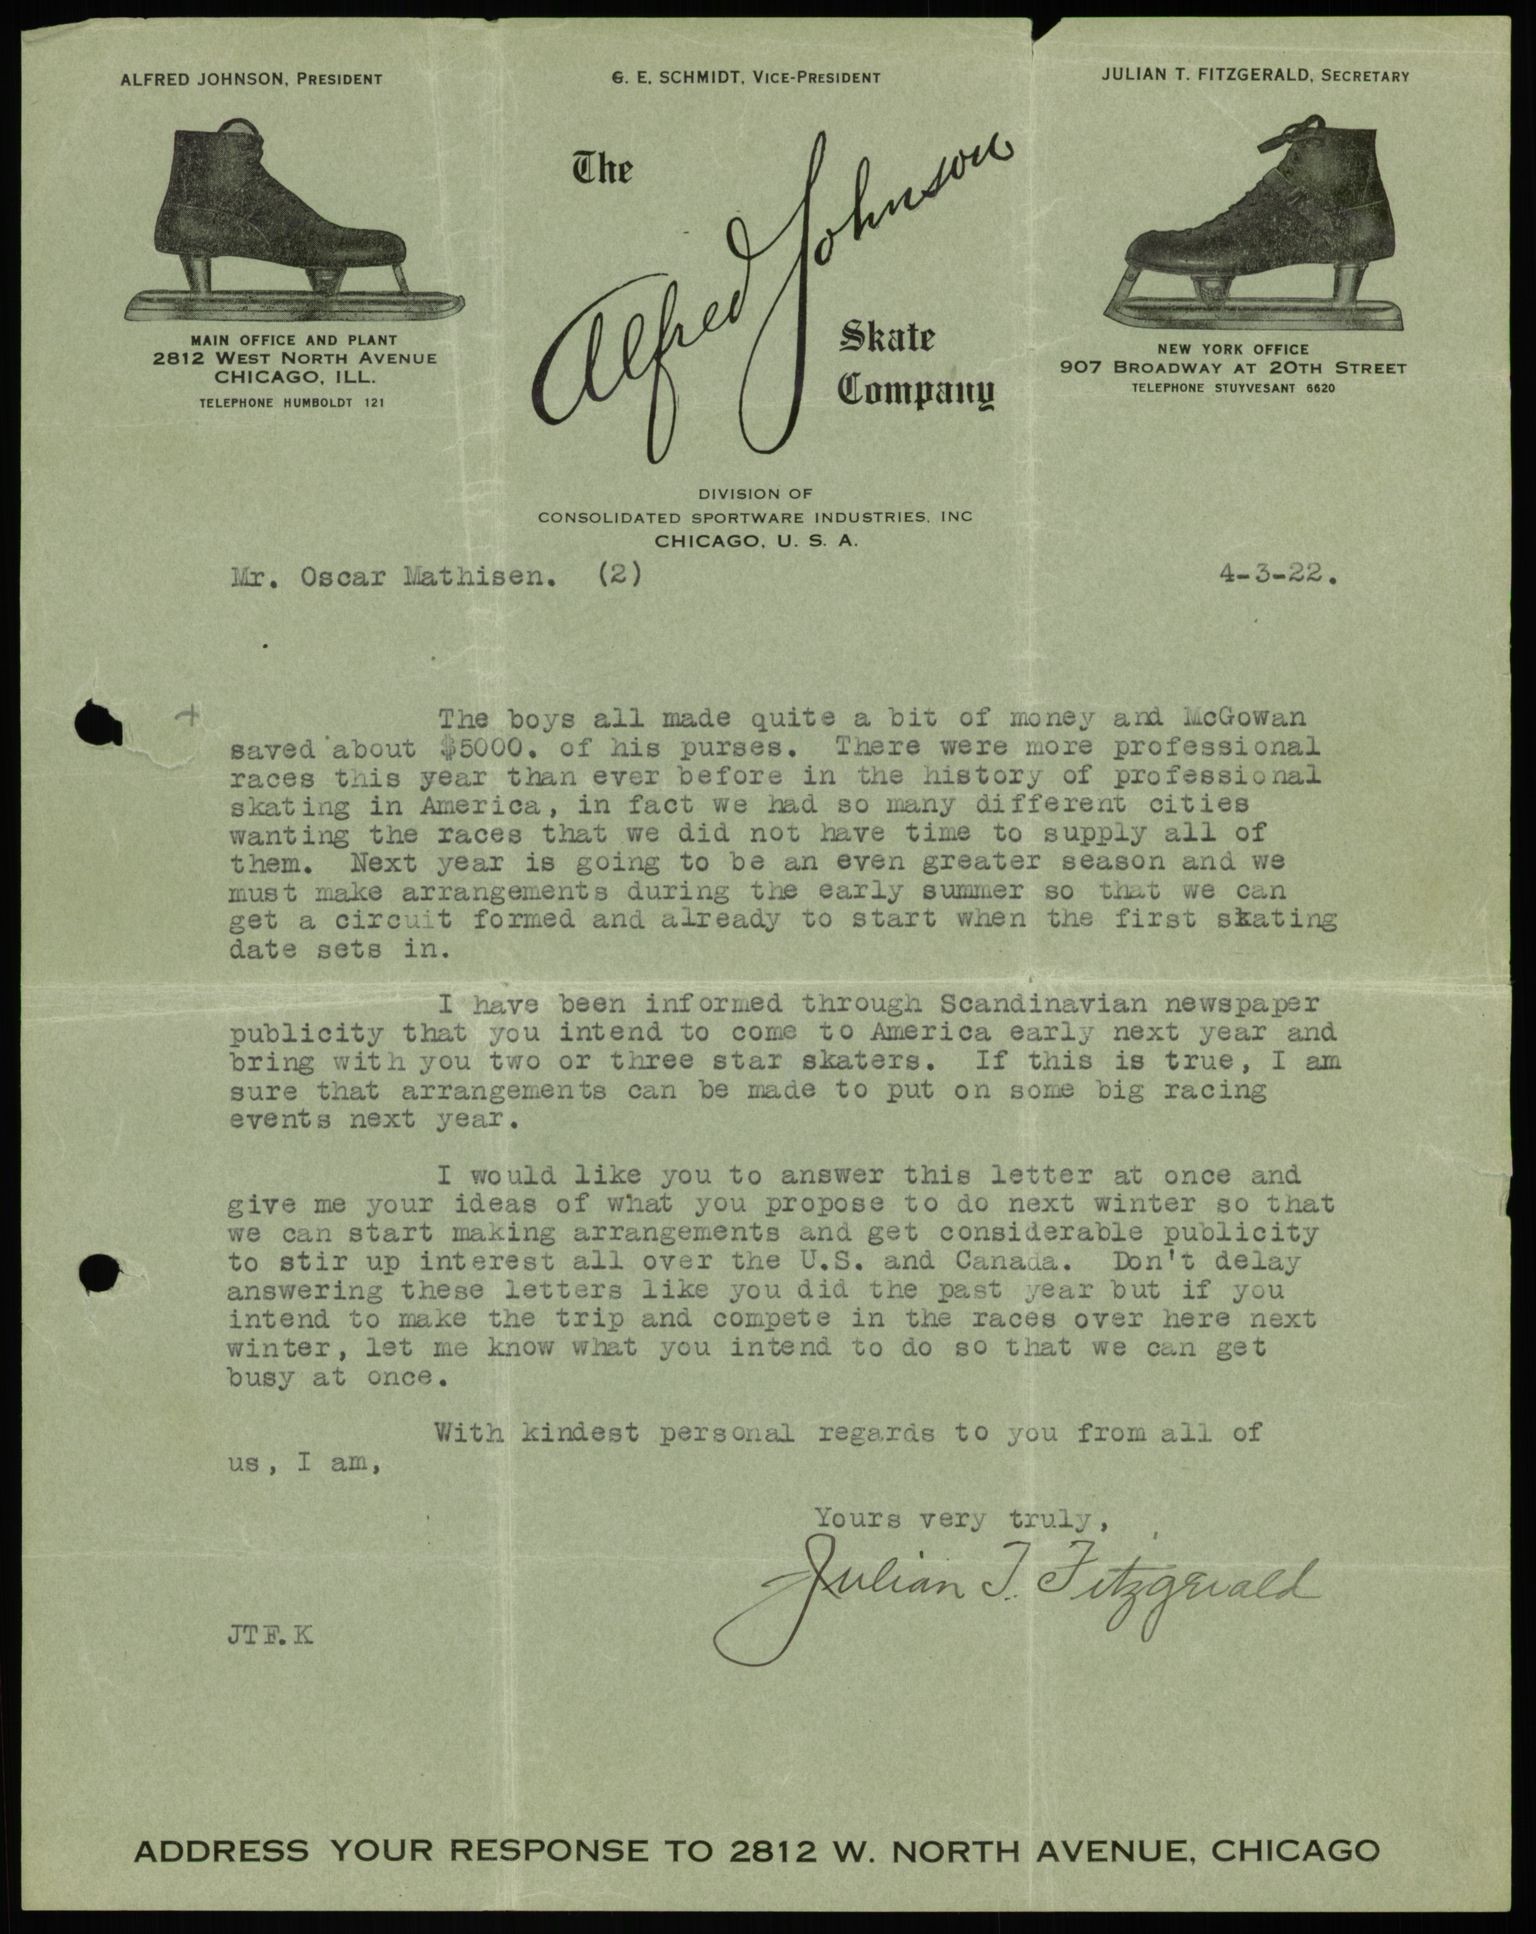 ALFRED JOHNSON, PRESIDENT
G. E. SCHMIDT, VICE-PRESIDENT
JULIAN T. FITZGERALD, SECRETARY
The
Alfred Johnson
Skate
Company
MAIN OFFICE AND PLANT
2812 WEST NORTH AVENUE
CHICAGO, ILL.
TELEPHONE HUMBOLDT 121
NEW YORK OFFICE
907 BROADWAY AT 20TH STREET
TELEPHONE STUYVESANT 6620
DIVISION OF
CONSOLIDATED SPORTWARE INDUSTRIES, INC
CHICAGO, U. S. A.
Mr. Oscar Mathisen. (2) 4-3-22.
The boys all made quite a bit of money and McGowan
saved about $5000. of his purses. There were more professional
races this year than ever before in the history of professional
skating in America, in fact we had so many different cities
wanting the races that we did not have time to supply all of
them. Next year is going to be an even greater season and we
must make arrangements during the early summer so that we can
get a circuit formed and already to start when the first skating
date sets in.
I have been informed through Scandinavian newspaper
publicity that you intend to come to America early next year and
bring with you two or three star skaters. If this is true, I am
sure that arrangements can be made to put on some big racing
events next year.
I would like you to answer this letter at once and
give me your ideas of what you propose to do next winter so that
we can start making arrangements and get considerable publicity
to stir up interest all over the U.S. and Canada. Don't delay
answering these letters like you did the past year but if you
intend to make the trip and compete in the races over here next
winter, let me know what you intend to do so that we can get
busy at once.
With kindest personal regards to you from all of
us, I am,
Yours very truly,
Julian T. Fitzgerald
JTF.K
ADDRESS YOUR RESPONSE TO 2812 W. NORTH AVENUE, CHICAGO